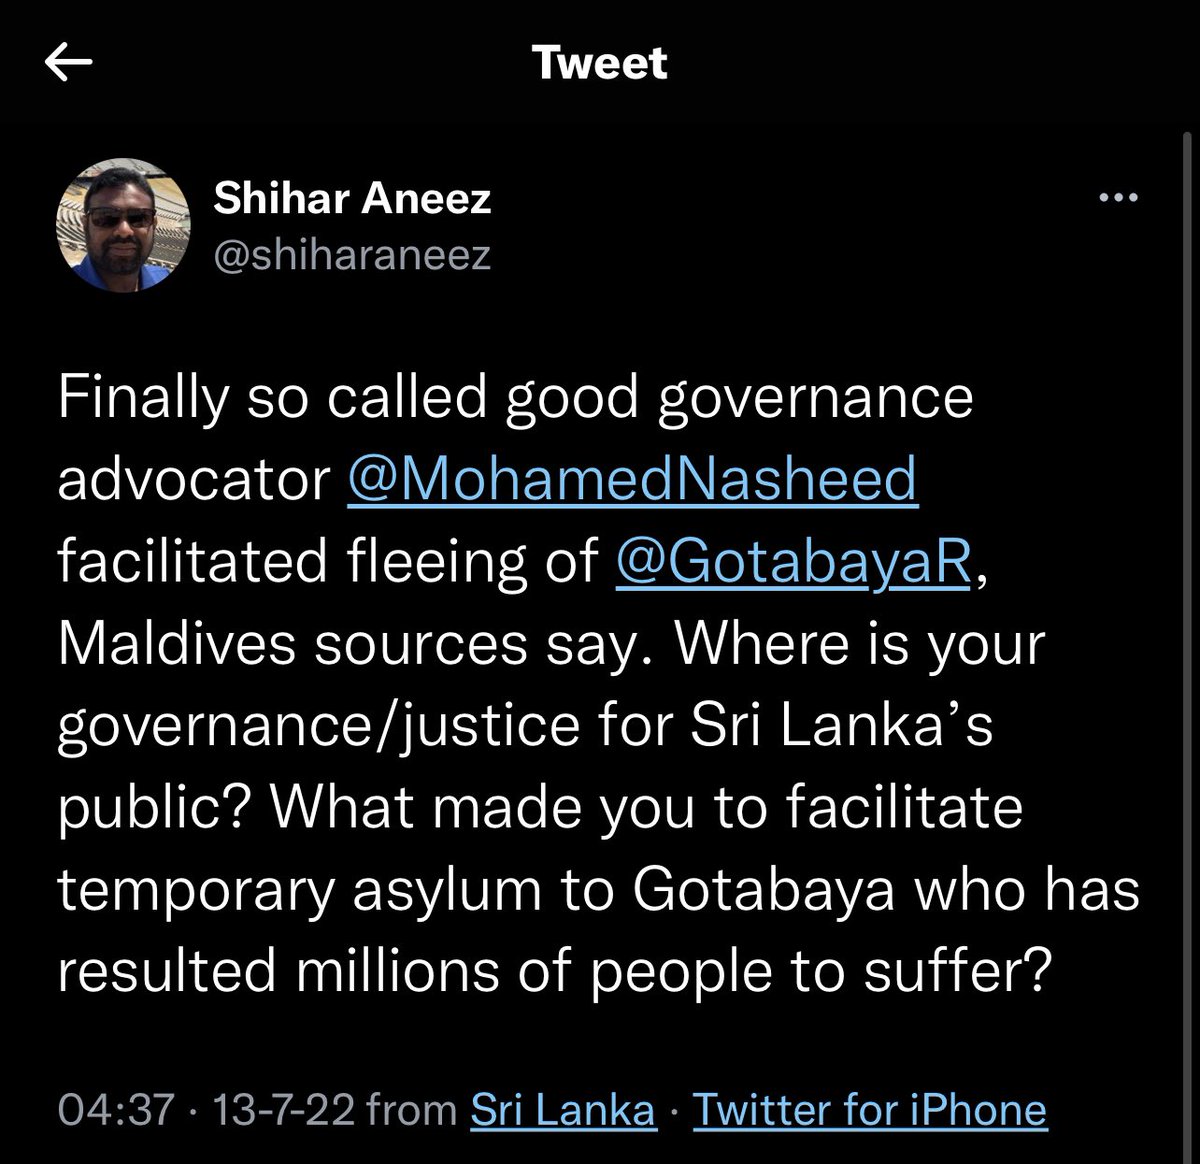 Tweet
Shihar Aneez
@shiharaneez
Finally so called good governance
advocator @MohamedNasheed
facilitated fleeing of @GotabayaR,
Maldives sources say. Where is your
governance/justice for Sri Lanka’s
public? What made you to facilitate
temporary asylum to Gotabaya who has
resulted millions of people to suffer?
04:37 · 13-7-22 from Sri Lanka · Twitter for iPhone